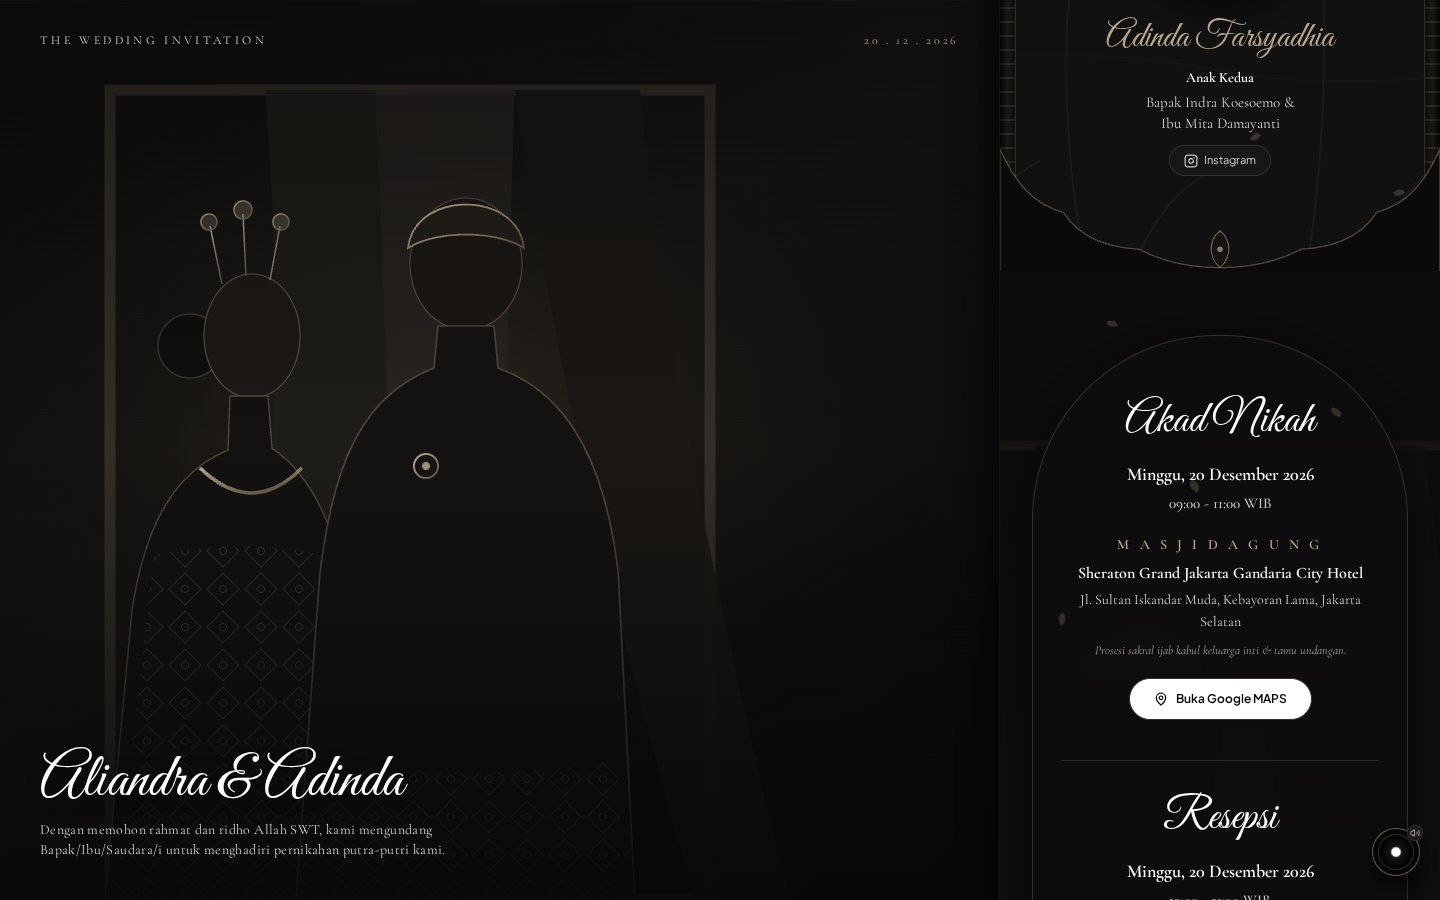 THE WEDDING INVITATION
20 . 12 . 2026
Aliandra & Adinda
Dengan memohon rahmat dan ridho Allah SWT, kami mengundang
Bapak/Ibu/Saudara/i untuk menghadiri pernikahan putra-putri kami.
Adinda Farsyadhia
Anak Kedua
Bapak Indra Koesoemo &
Ibu Mita Damayanti
Instagram
Akad Nikah
Minggu, 20 Desember 2026
09:00 - 11:00 WIB
MASJIDAGUNG
Sheraton Grand Jakarta Gandaria City Hotel
Jl. Sultan Iskandar Muda, Kebayoran Lama, Jakarta
Selatan
Prosesi sakral ijab kabul keluarga inti & tamu undangan.
Buka Google MAPS
Resepsi
Minggu, 20 Desember 2026